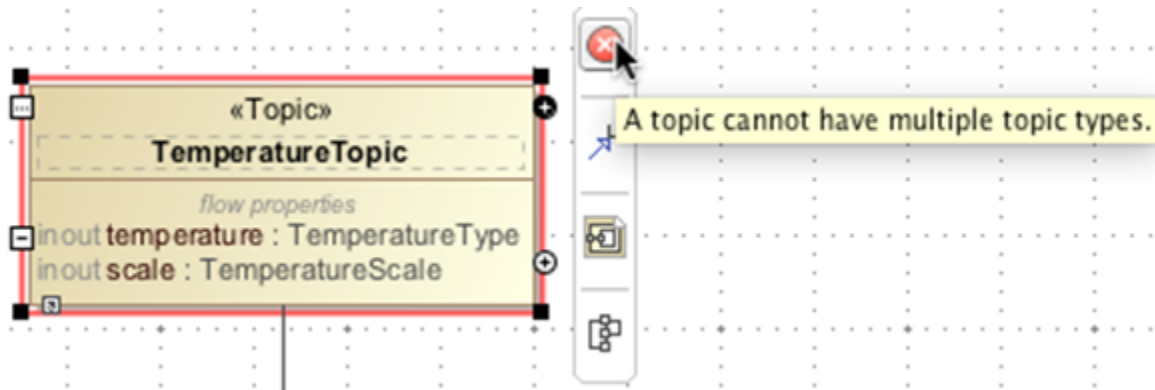 «Topic»
TemperatureTopic
A topic cannot have multiple topic types.
flow properties
inout temperature : TemperatureType
inout scale : TemperatureScale